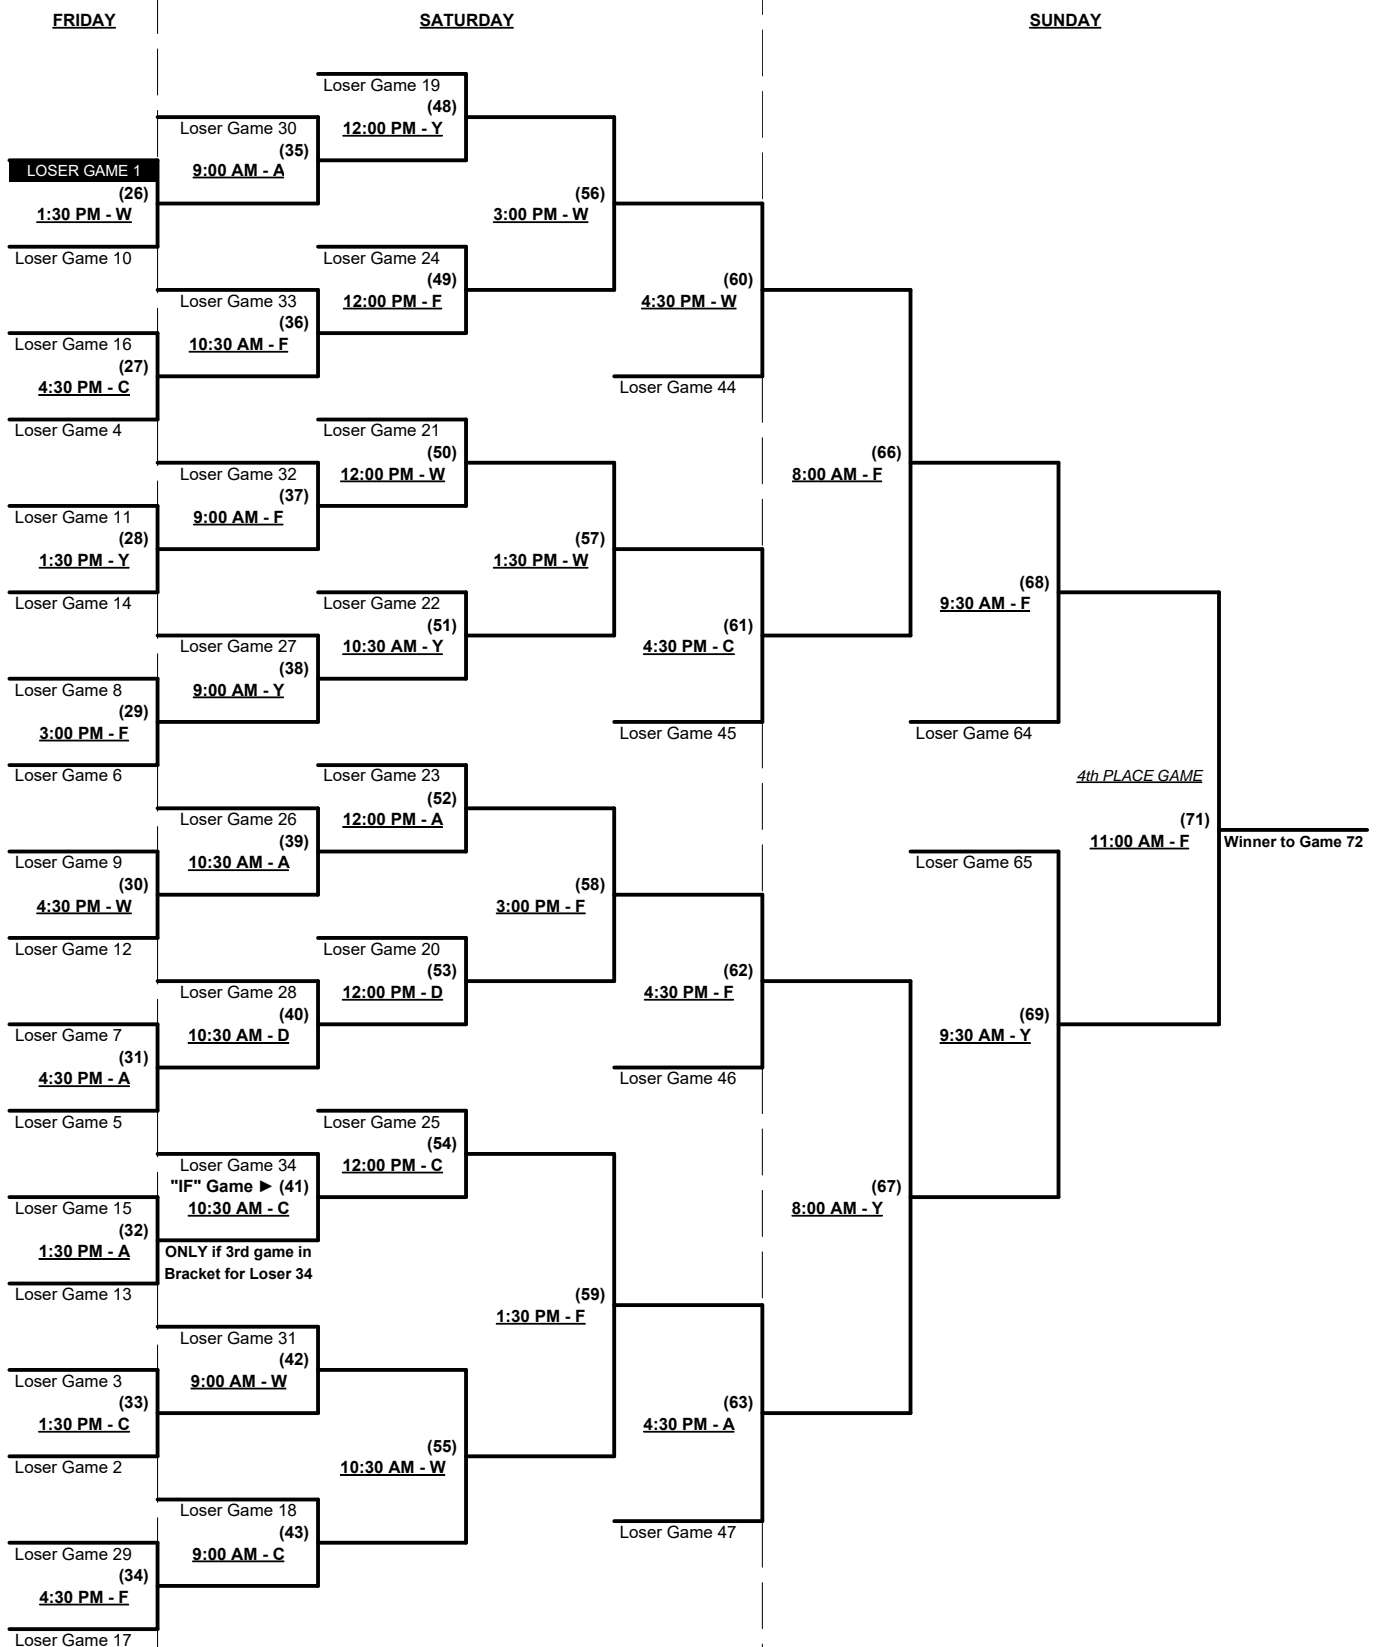 FRIDAY
SATURDAY
SUNDAY
Loser Game 19
(48)
12:00 PM - Y
Loser Game 30
(35)
9:00 AM - A
LOSER GAME 1
(26)
1:30 PM - W
Loser Game 10
(56)
3:00 PM - W
Loser Game 24
(49)
12:00 PM - F
Loser Game 33
(36)
10:30 AM - F
(60)
4:30 PM - W
Loser Game 16
(27)
4:30 PM - C
Loser Game 4
Loser Game 44
Loser Game 21
(50)
12:00 PM - W
Loser Game 32
(37)
9:00 AM - F
(66)
8:00 AM - F
Loser Game 11
(28)
1:30 PM - Y
Loser Game 14
(57)
1:30 PM - W
Loser Game 22
(51)
10:30 AM - Y
(68)
9:30 AM - F
Loser Game 27
(38)
9:00 AM - Y
(61)
4:30 PM - C
Loser Game 8
(29)
3:00 PM - F
Loser Game 6
Loser Game 45
Loser Game 64
Loser Game 23
(52)
12:00 PM - A
4th PLACE GAME
(71)
11:00 AM - F
Winner to Game 72
Loser Game 26
(39)
10:30 AM - A
Loser Game 9
(30)
4:30 PM - W
Loser Game 12
Loser Game 65
(58)
3:00 PM - F
Loser Game 20
(53)
12:00 PM - D
(62)
4:30 PM - F
Loser Game 28
(40)
10:30 AM - D
(69)
9:30 AM - Y
Loser Game 7
(31)
4:30 PM - A
Loser Game 5
Loser Game 46
Loser Game 25
(54)
12:00 PM - C
Loser Game 34
"IF" Game ► (41)
10:30 AM - C
ONLY if 3rd game in
Bracket for Loser 34
(67)
8:00 AM - Y
Loser Game 15
(32)
1:30 PM - A
Loser Game 13
(59)
1:30 PM - F
Loser Game 31
(42)
9:00 AM - W
Loser Game 3
(33)
1:30 PM - C
Loser Game 2
(63)
4:30 PM - A
(55)
10:30 AM - W
Loser Game 18
(43)
9:00 AM - C
Loser Game 47
Loser Game 29
(34)
4:30 PM - F
Loser Game 17